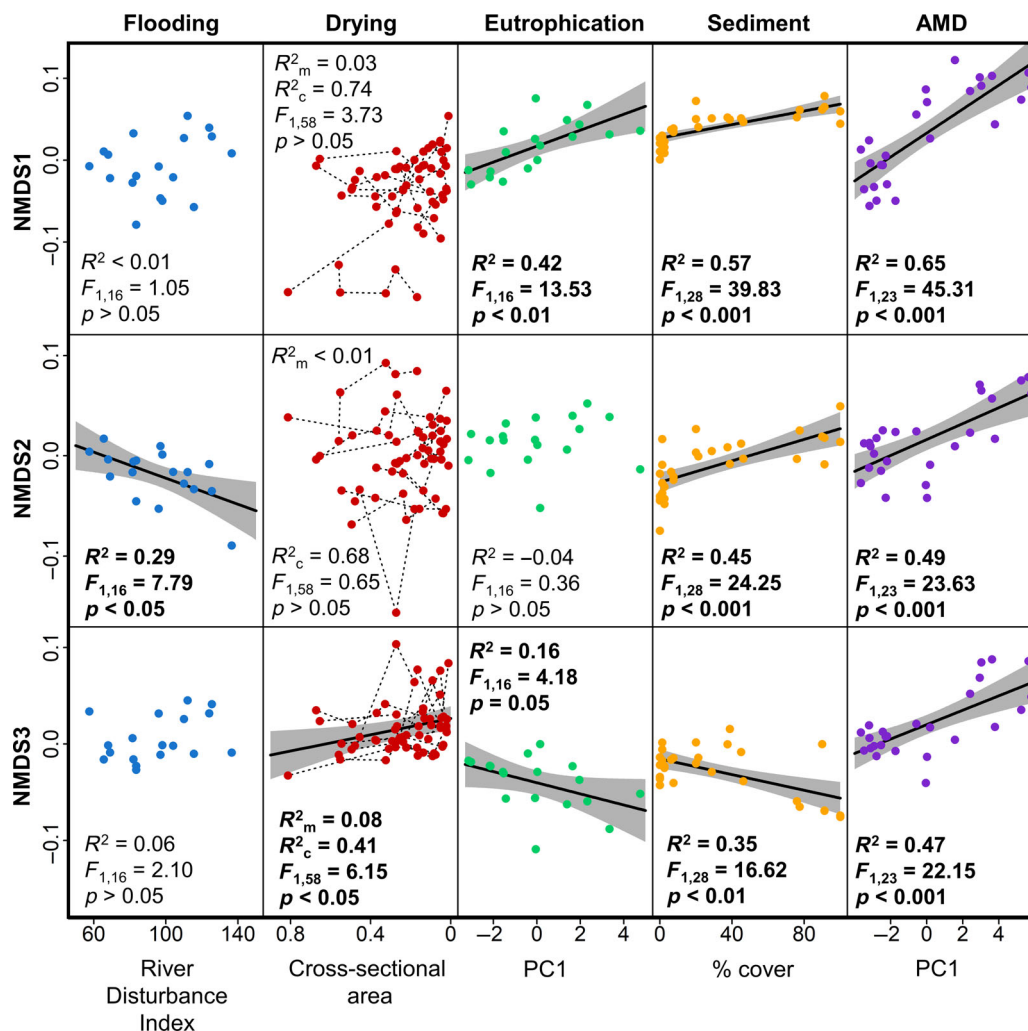 Flooding Drying Eutrophication Sediment AMD
NMDS1
0.1
0.0
−0.1
R² < 0.01
F1,16 = 1.05
p > 0.05
R²m = 0.03
R²c = 0.74
F1,58 = 3.73
p > 0.05
R² = 0.42
F1,16 = 13.53
p < 0.01
R² = 0.57
F1,28 = 39.83
p < 0.001
R² = 0.65
F1,23 = 45.31
p < 0.001
NMDS2
0.1
0.0
−0.1
R² = 0.29
F1,16 = 7.79
p < 0.05
R²m < 0.01
R²c = 0.68
F1,58 = 0.65
p > 0.05
R² = −0.04
F1,16 = 0.36
p > 0.05
R² = 0.45
F1,28 = 24.25
p < 0.001
R² = 0.49
F1,23 = 23.63
p < 0.001
NMDS3
0.1
0.0
−0.1
R² = 0.06
F1,16 = 2.10
p > 0.05
R²m = 0.08
R²c = 0.41
F1,58 = 6.15
p < 0.05
R² = 0.16
F1,16 = 4.18
p = 0.05
R² = 0.35
F1,28 = 16.62
p < 0.01
R² = 0.47
F1,23 = 22.15
p < 0.001
60 100 140
0.8 0.4 0
−2 0 2 4
0 40 80
−2 0 2 4
River
Disturbance
Index
Cross-sectional
area
PC1
% cover
PC1